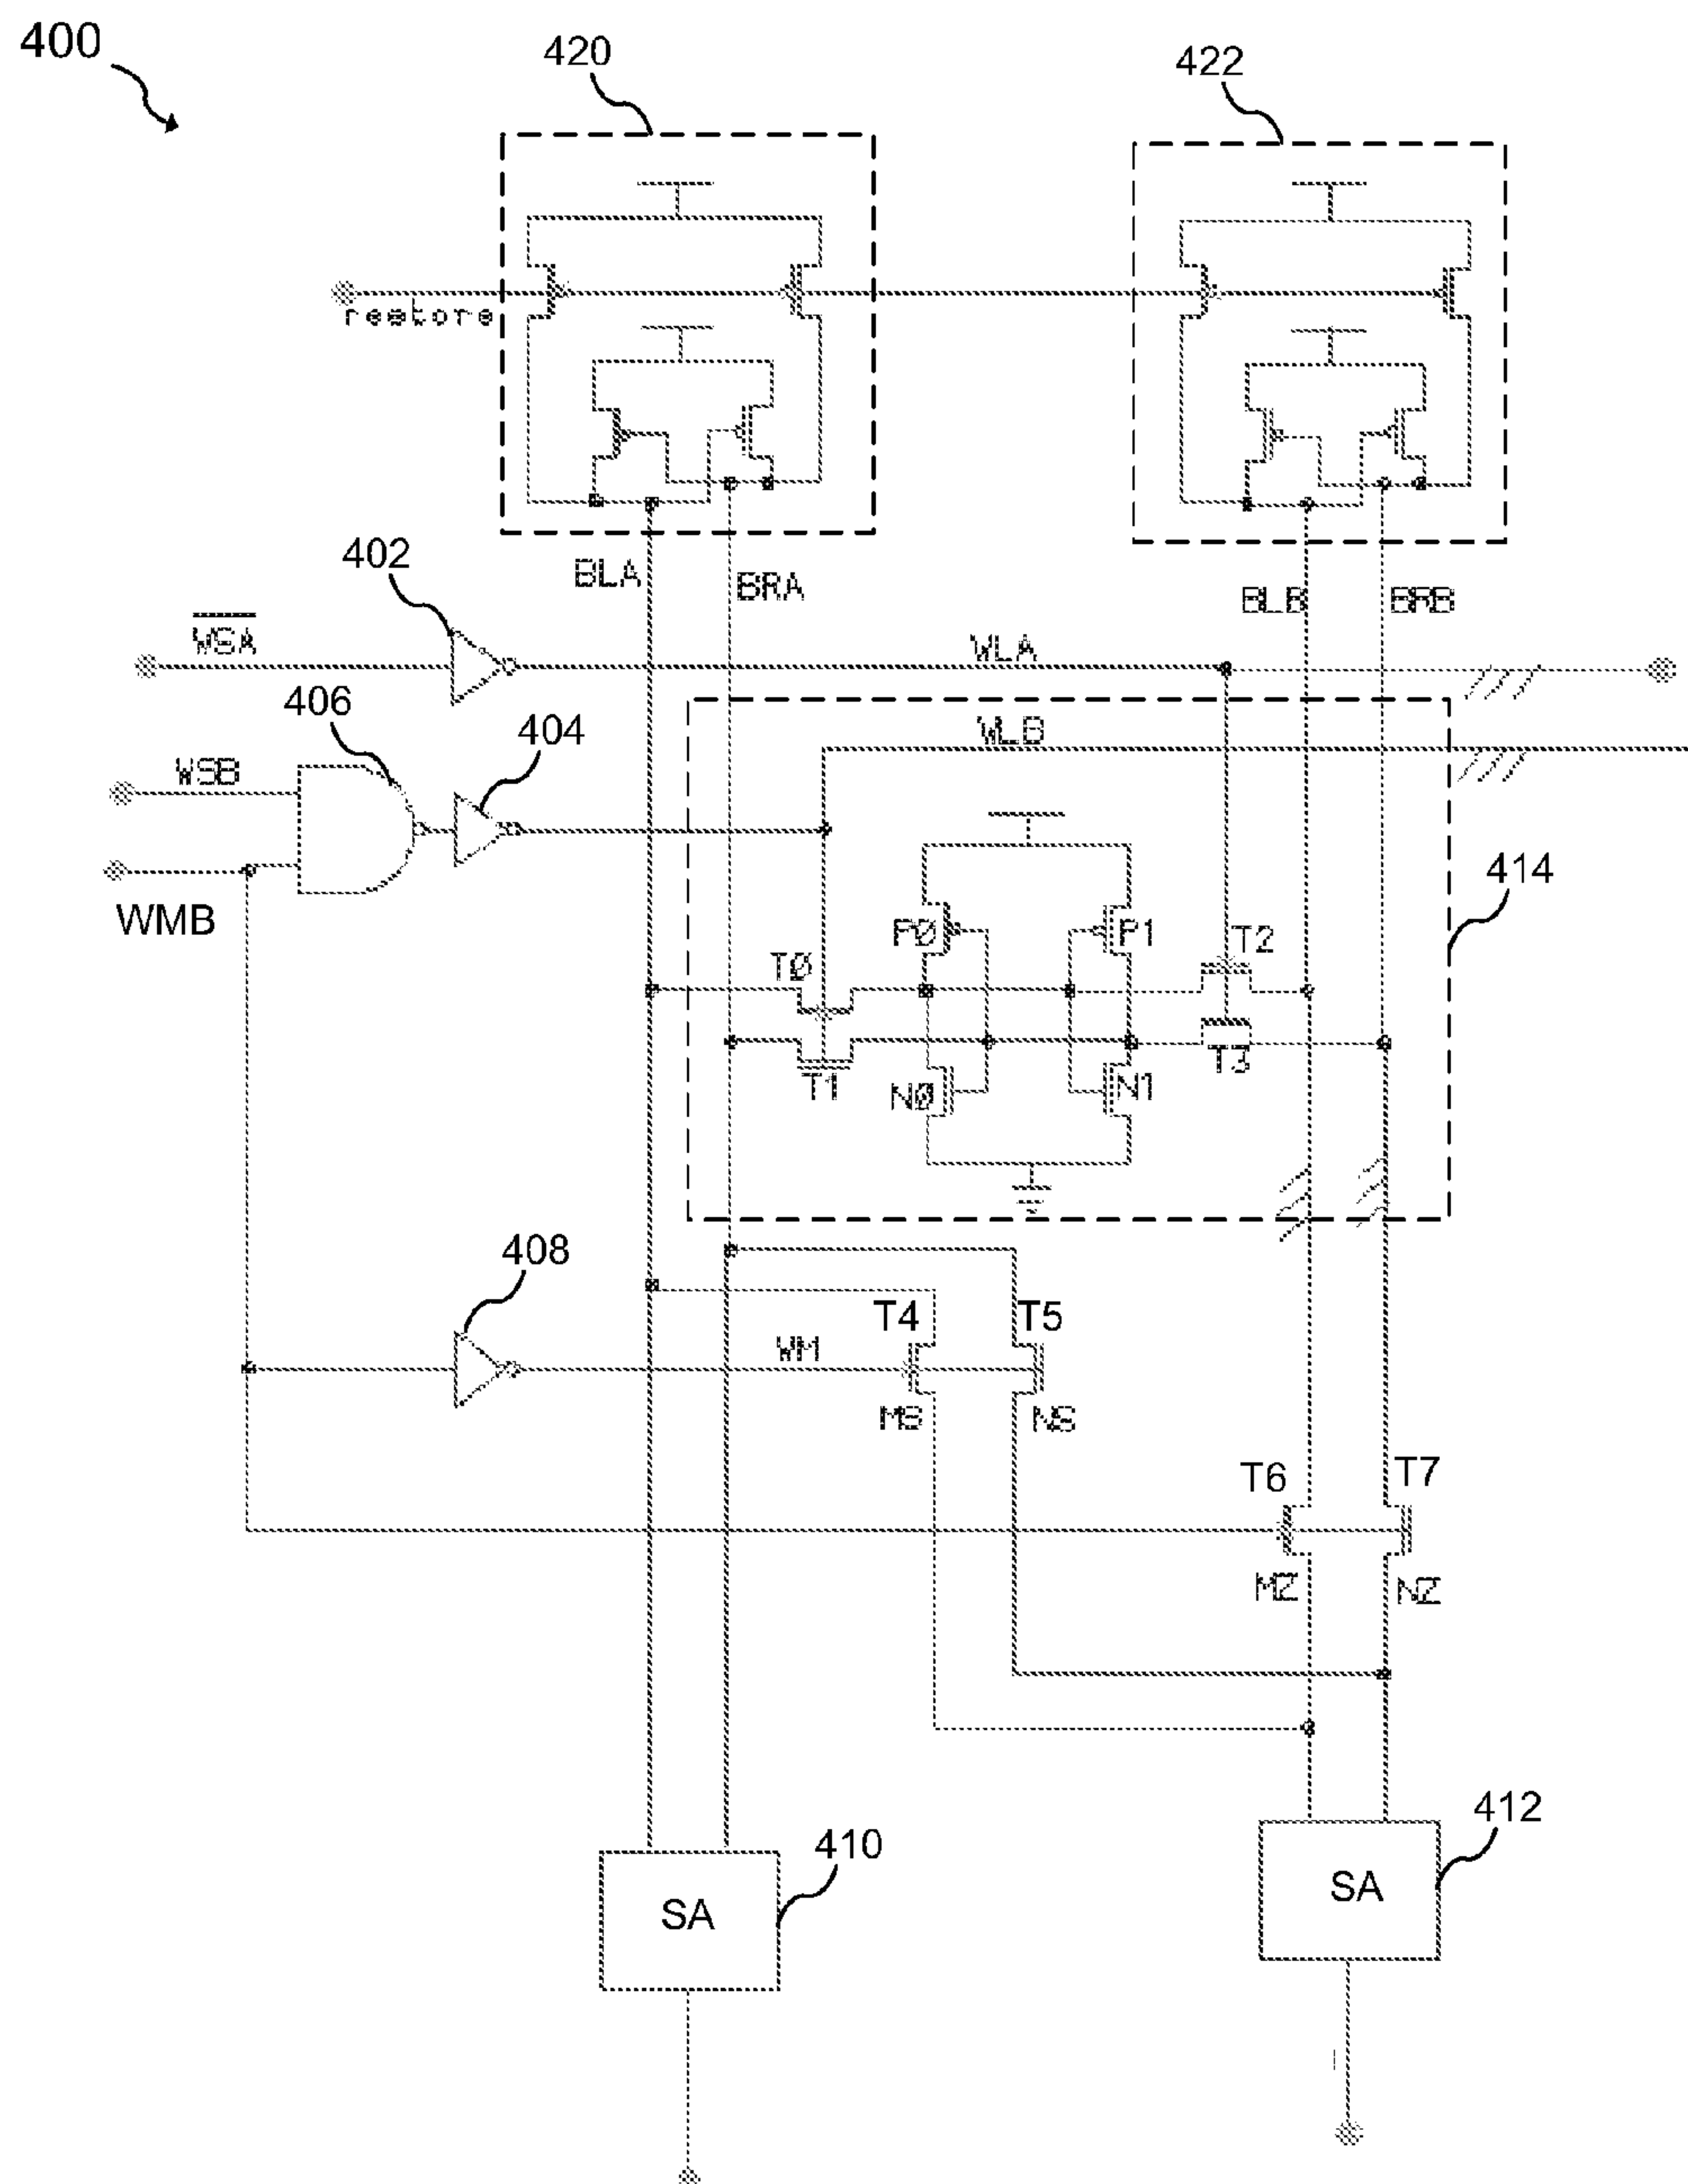 400
420
422
restore
402
BLA
BRA
BLB
BRB
WSA
WLA
406
404
WLB
WSB
414
WMB
P0
P1
T2
T0
T3
T1
N0
N1
408
T4
T5
WM
MS
NS
T6
T7
MZ
NZ
410
412
SA
SA